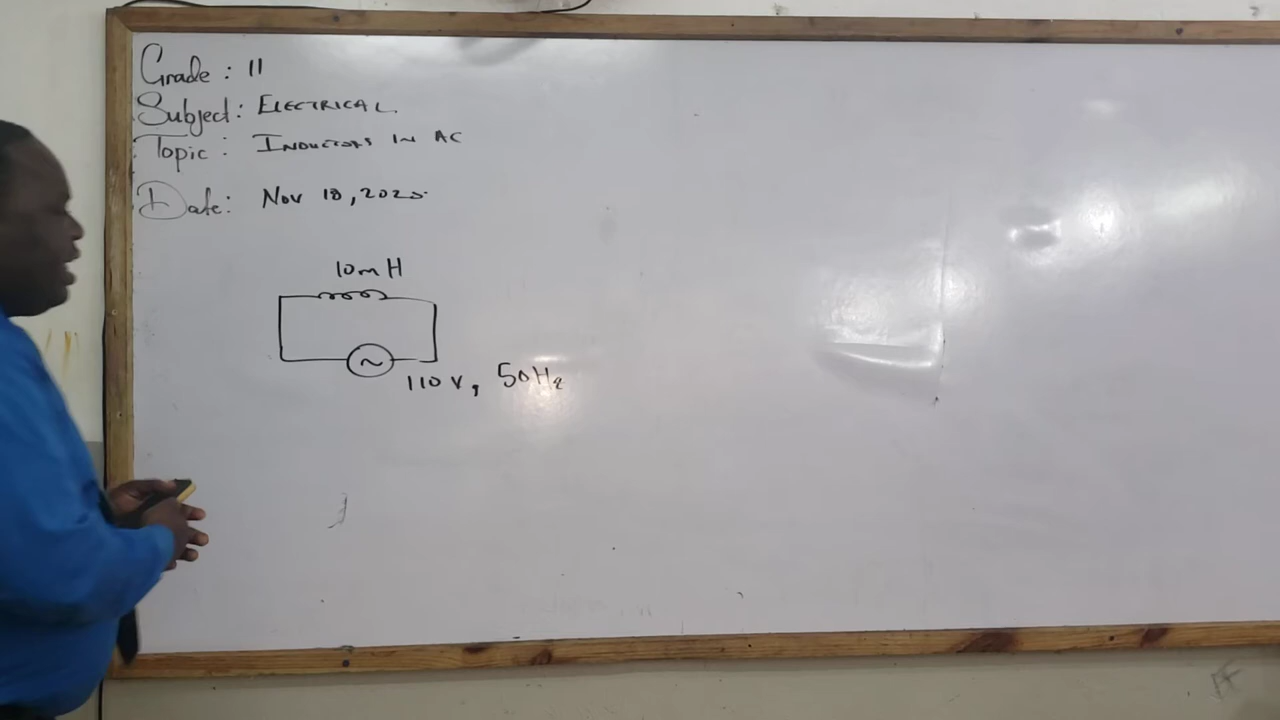 Grade: 11
Subject: ELECTRICAL.
Topic: INDUCTORS IN AC
Date: Nov 18, 2025
10mH
~
110V, 50Hz